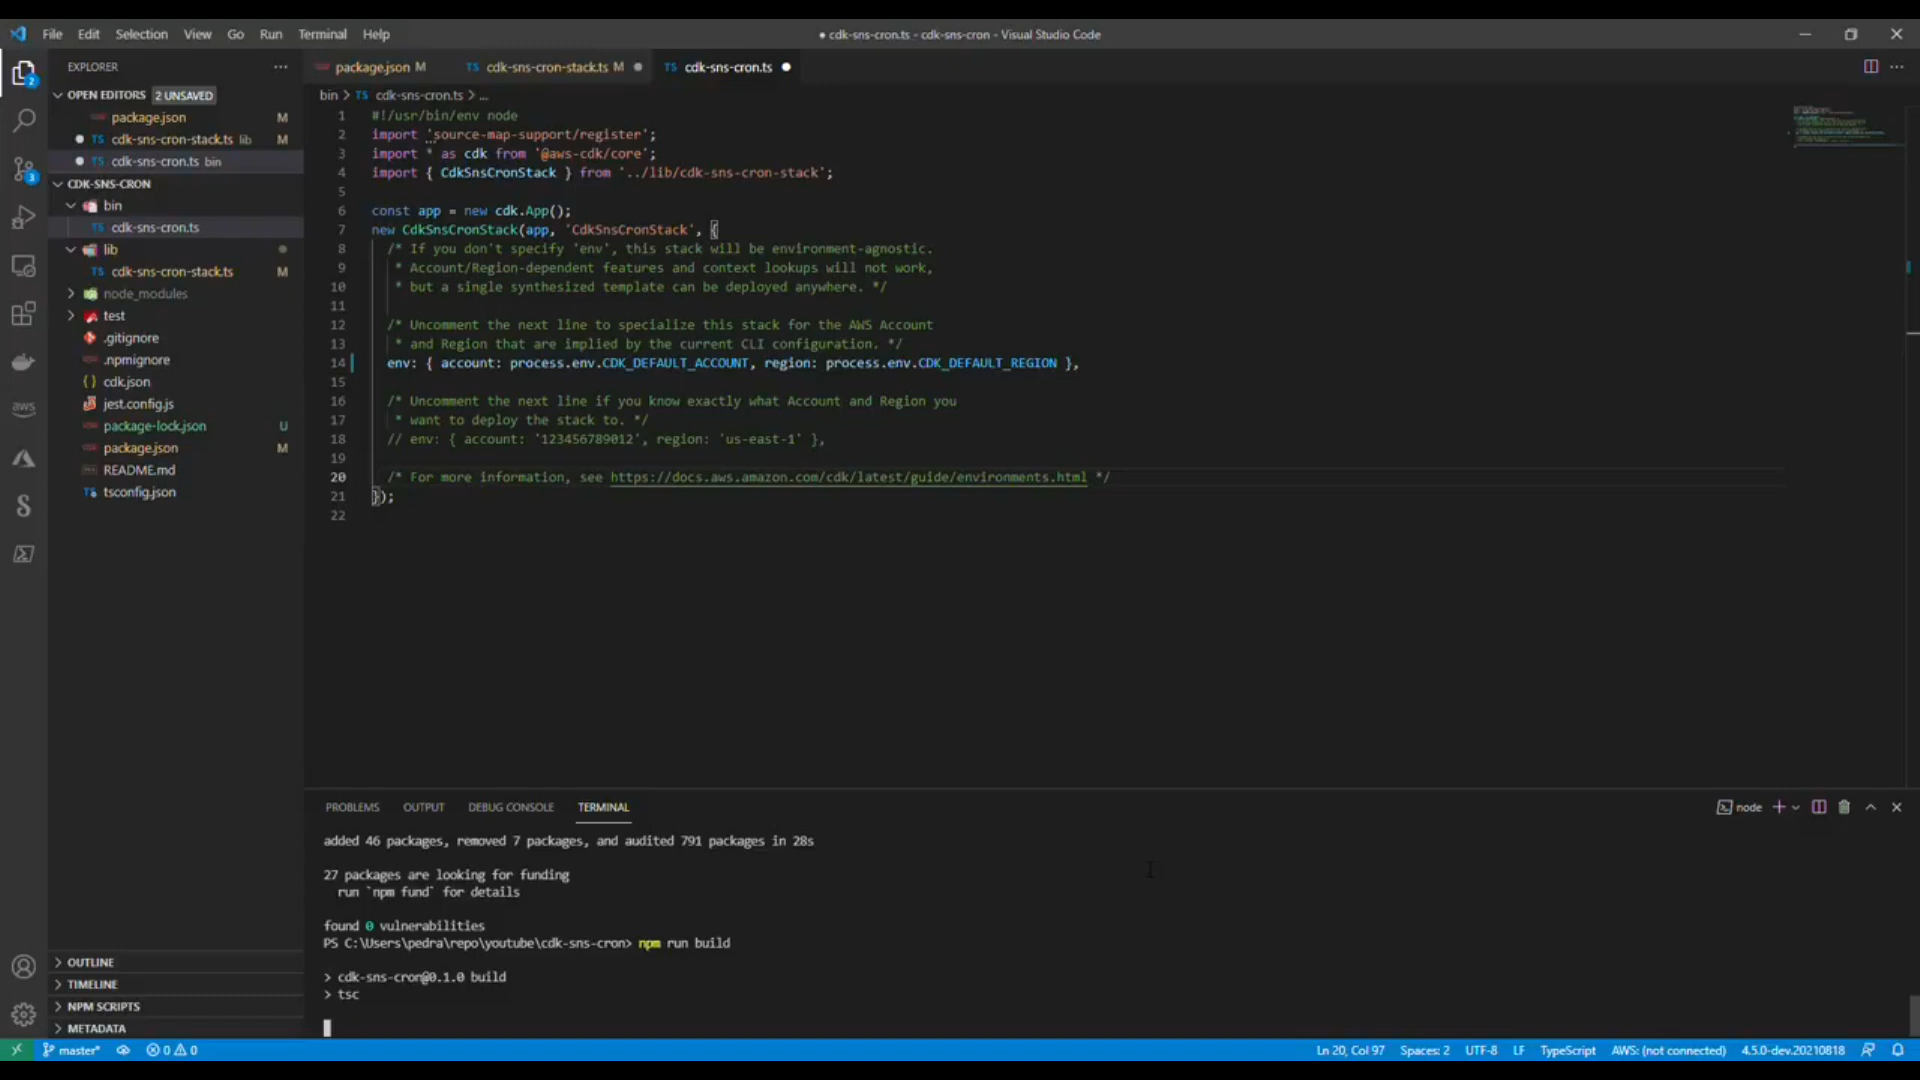 File Edit Selection View Go Run Terminal Help
● cdk-sns-cron.ts - cdk-sns-cron - Visual Studio Code
EXPLORER
package.json M
TS cdk-sns-cron-stack.ts M
TS cdk-sns-cron.ts
OPEN EDITORS 2 UNSAVED
package.json M
TS cdk-sns-cron-stack.ts lib M
TS cdk-sns-cron.ts bin
CDK-SNS-CRON
bin
TS cdk-sns-cron.ts
lib
TS cdk-sns-cron-stack.ts M
node_modules
test
.gitignore
.npmignore
cdk.json
jest.config.js
package-lock.json U
package.json M
README.md
tsconfig.json
OUTLINE
TIMELINE
NPM SCRIPTS
METADATA
bin > TS cdk-sns-cron.ts > ...
1 #!/usr/bin/env node
2 import 'source-map-support/register';
3 import * as cdk from '@aws-cdk/core';
4 import { CdkSnsCronStack } from '../lib/cdk-sns-cron-stack';
5
6 const app = new cdk.App();
7 new CdkSnsCronStack(app, 'CdkSnsCronStack', {
8 /* If you don't specify 'env', this stack will be environment-agnostic.
9 * Account/Region-dependent features and context lookups will not work,
10 * but a single synthesized template can be deployed anywhere. */
11
12 /* Uncomment the next line to specialize this stack for the AWS Account
13 * and Region that are implied by the current CLI configuration. */
14 env: { account: process.env.CDK_DEFAULT_ACCOUNT, region: process.env.CDK_DEFAULT_REGION },
15
16 /* Uncomment the next line if you know exactly what Account and Region you
17 * want to deploy the stack to. */
18 // env: { account: '123456789012', region: 'us-east-1' },
19
20 /* For more information, see https://docs.aws.amazon.com/cdk/latest/guide/environments.html */
21 });
22
PROBLEMS OUTPUT DEBUG CONSOLE TERMINAL
node
added 46 packages, removed 7 packages, and audited 791 packages in 28s
27 packages are looking for funding
run `npm fund` for details
found 0 vulnerabilities
PS C:\Users\pedra\repo\youtube\cdk-sns-cron> npm run build
> cdk-sns-cron@0.1.0 build
> tsc
master* 0 0
Ln 20, Col 97 Spaces: 2 UTF-8 LF TypeScript AWS: (not connected) 4.5.0-dev.20210818
2
3
aws